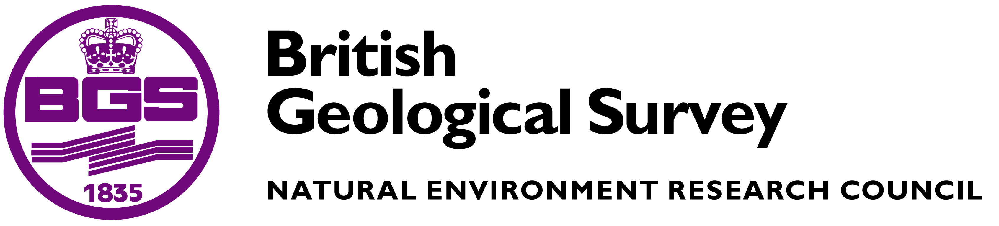 BGS
1835
British
Geological Survey
NATURAL ENVIRONMENT RESEARCH COUNCIL